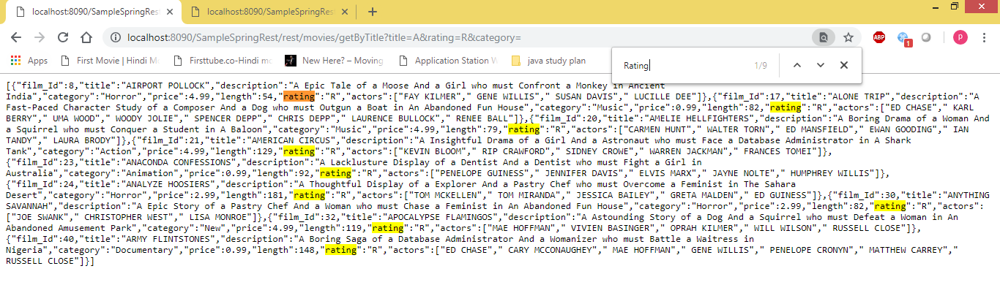 localhost:8090/SampleSpringRest
localhost:8090/SampleSpringRest
localhost:8090/SampleSpringRest/rest/movies/getByTitle?title=A&rating=R&category=
ABP
1
p
Apps
First Movie | Hindi M
Firsttube.co-Hindi mo
New Here? – Moving
Application Station W
java study plan
Rating
1/9
[{"film_Id":8,"title":"AIRPORT POLLOCK","description":"A Epic Tale of a Moose And a Girl who must Confront a Monkey in Ancient
India","category":"Horror","price":4.99,"length":54,"rating":"R","actors":["FAY KILMER"," GENE WILLIS"," SUSAN DAVIS"," LUCILLE DEE"]},{"film_Id":17,"title":"ALONE TRIP","description":"A
Fast-Paced Character Study of a Composer And a Dog who must Outgun a Boat in An Abandoned Fun House","category":"Music","price":0.99,"length":82,"rating":"R","actors":["ED CHASE"," KARL
BERRY"," UMA WOOD"," WOODY JOLIE"," SPENCER DEPP"," CHRIS DEPP"," LAURENCE BULLOCK"," RENEE BALL"]},{"film_Id":20,"title":"AMELIE HELLFIGHTERS","description":"A Boring Drama of a Woman And
a Squirrel who must Conquer a Student in A Baloon","category":"Music","price":4.99,"length":79,"rating":"R","actors":["CARMEN HUNT"," WALTER TORN"," ED MANSFIELD"," EWAN GOODING"," IAN
TANDY"," LAURA BRODY"]},{"film_Id":21,"title":"AMERICAN CIRCUS","description":"A Insightful Drama of a Girl And a Astronaut who must Face a Database Administrator in A Shark
Tank","category":"Action","price":4.99,"length":129,"rating":"R","actors":["KEVIN BLOOM"," RIP CRAWFORD"," SIDNEY CROWE"," WARREN JACKMAN"," FRANCES TOMEI"]},
{"film_Id":23,"title":"ANACONDA CONFESSIONS","description":"A Lacklusture Display of a Dentist And a Dentist who must Fight a Girl in
Australia","category":"Animation","price":0.99,"length":92,"rating":"R","actors":["PENELOPE GUINESS"," JENNIFER DAVIS"," ELVIS MARX"," JAYNE NOLTE"," HUMPHREY WILLIS"]},
{"film_Id":24,"title":"ANALYZE HOOSIERS","description":"A Thoughtful Display of a Explorer And a Pastry Chef who must Overcome a Feminist in The Sahara
Desert","category":"Horror","price":2.99,"length":181,"rating":"R","actors":["TOM MCKELLEN"," TOM MIRANDA"," JESSICA BAILEY"," GRETA MALDEN"," ED GUINESS"]},{"film_Id":30,"title":"ANYTHING
SAVANNAH","description":"A Epic Story of a Pastry Chef And a Woman who must Chase a Feminist in An Abandoned Fun House","category":"Horror","price":2.99,"length":82,"rating":"R","actors":
["JOE SWANK"," CHRISTOPHER WEST"," LISA MONROE"]},{"film_Id":32,"title":"APOCALYPSE FLAMINGOS","description":"A Astounding Story of a Dog And a Squirrel who must Defeat a Woman in An
Abandoned Amusement Park","category":"New","price":4.99,"length":119,"rating":"R","actors":["MAE HOFFMAN"," VIVIEN BASINGER"," OPRAH KILMER"," WILL WILSON"," RUSSELL CLOSE"]},
{"film_Id":40,"title":"ARMY FLINTSTONES","description":"A Boring Saga of a Database Administrator And a Womanizer who must Battle a Waitress in
Nigeria","category":"Documentary","price":0.99,"length":148,"rating":"R","actors":["ED CHASE"," CARY MCCONAUGHEY"," MAE HOFFMAN"," GENE WILLIS"," PENELOPE CRONYN"," MATTHEW CARREY","
RUSSELL CLOSE"]}]